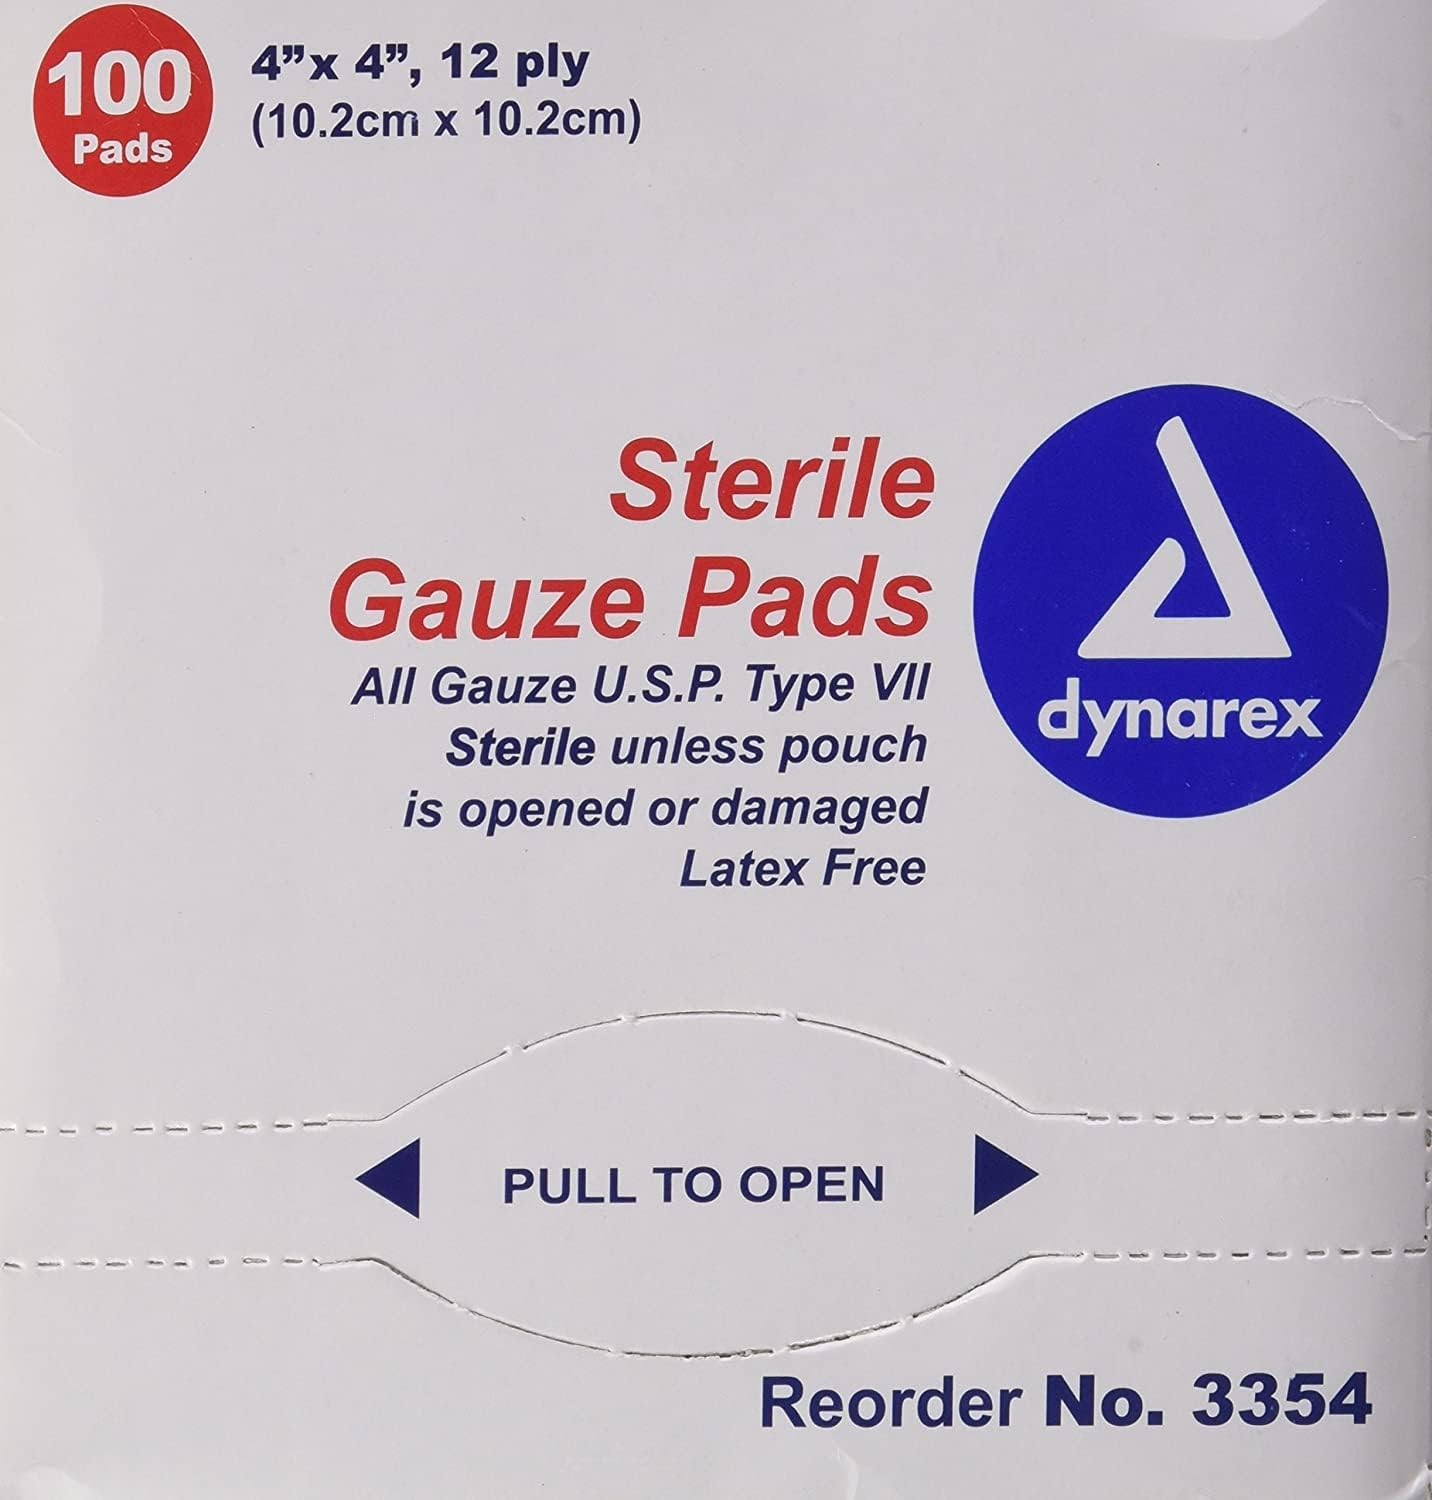 100
Pads
4”x 4”, 12 ply
(10.2cm x 10.2cm)
Sterile
Gauze Pads
All Gauze U.S.P. Type VII
Sterile unless pouch
is opened or damaged
Latex Free
dynarex
PULL TO OPEN
Reorder No. 3354